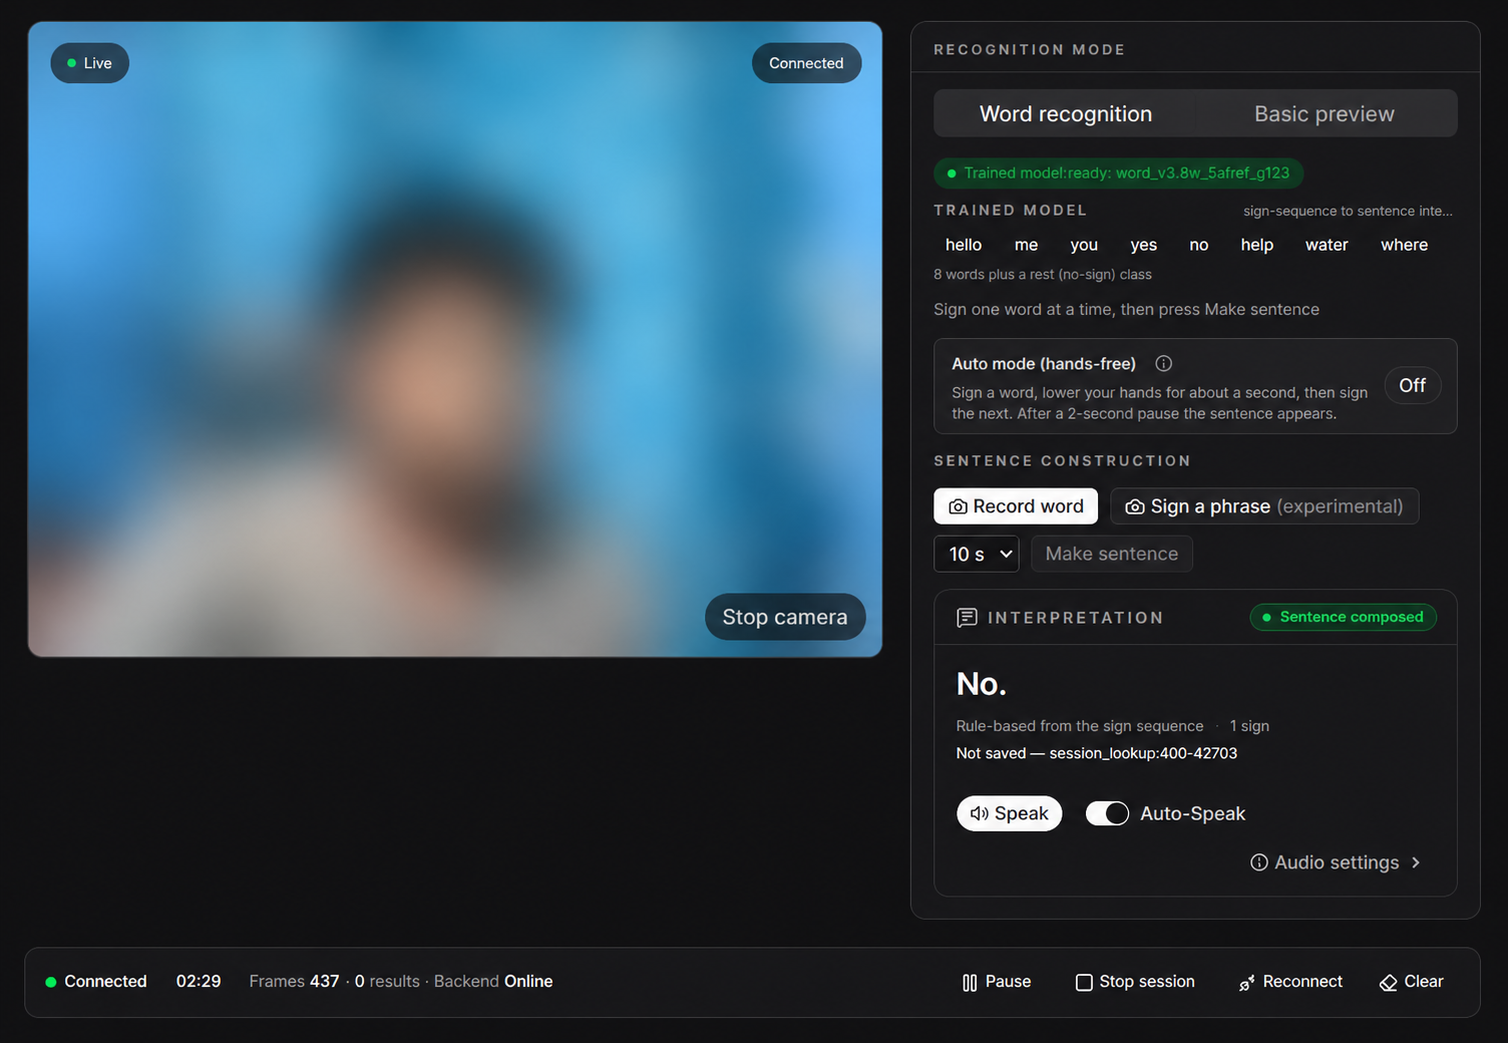 Live
Connected
Stop camera
RECOGNITION MODE
Word recognition Basic preview
Trained model:ready: word_v3.8w_5afref_g123
TRAINED MODEL sign-sequence to sentence inte...
hello me you yes no help water where
8 words plus a rest (no-sign) class
Sign one word at a time, then press Make sentence
Auto mode (hands-free)
Sign a word, lower your hands for about a second, then sign
the next. After a 2-second pause the sentence appears.
Off
SENTENCE CONSTRUCTION
Record word Sign a phrase (experimental)
10 s Make sentence
INTERPRETATION Sentence composed
No.
Rule-based from the sign sequence · 1 sign
Not saved — session_lookup:400-42703
Speak Auto-Speak
Audio settings
Connected 02:29 Frames 437 · 0 results · Backend Online Pause Stop session Reconnect Clear